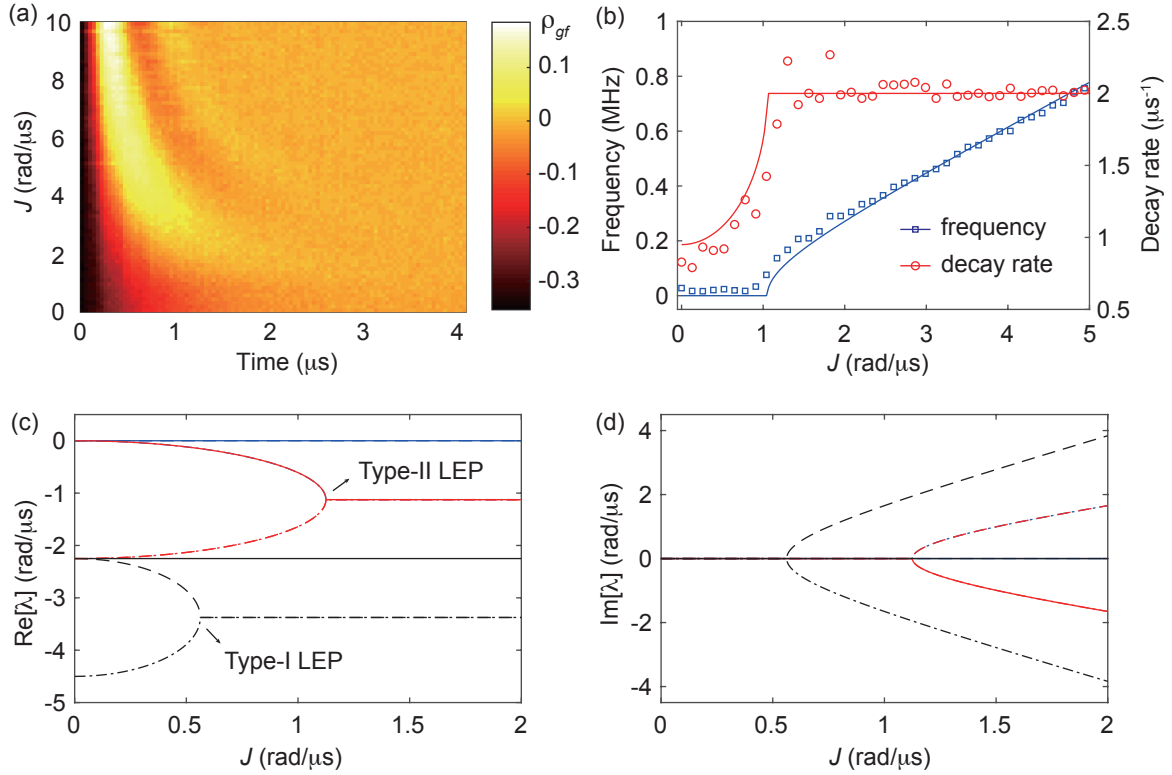 (a)
10
8
6
4
2
0
J (rad/μs)
0 1 2 3 4
Time (μs)
ρgf
0.1
0
-0.1
-0.2
-0.3
(b)
1
0.8
0.6
0.4
0.2
0
Frequency (MHz)
2.5
2
1.5
1
0.5
Decay rate (μs⁻¹)
frequency
decay rate
0 1 2 3 4 5
J (rad/μs)
(c)
0
-1
-2
-3
-4
-5
Re[λ] (rad/μs)
Type-II LEP
Type-I LEP
0 0.5 1 1.5 2
J (rad/μs)
(d)
4
2
0
-2
-4
Im[λ] (rad/μs)
0 0.5 1 1.5 2
J (rad/μs)